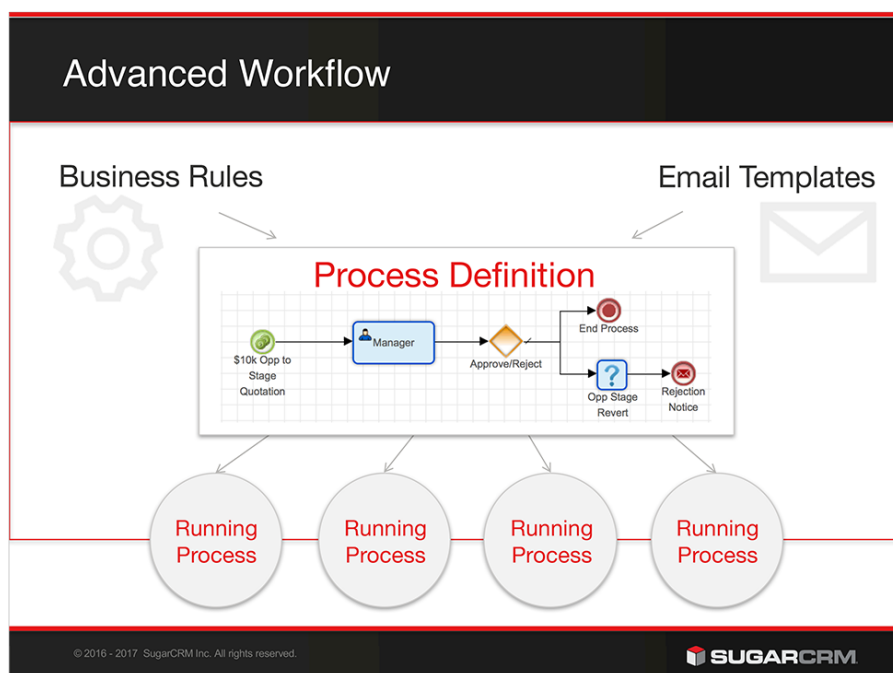 Advanced Workflow
Business Rules
Email Templates
Process Definition
$10k Opp to
Stage
Quotation
Manager
Approve/Reject
End Process
Opp Stage
Revert
Rejection
Notice
Running
Process
Running
Process
Running
Process
Running
Process
© 2016 - 2017 SugarCRM Inc. All rights reserved.
SUGARCRM